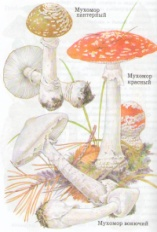 Мухомор
пантерный
Мухомор
красный
Мухомор вонючий